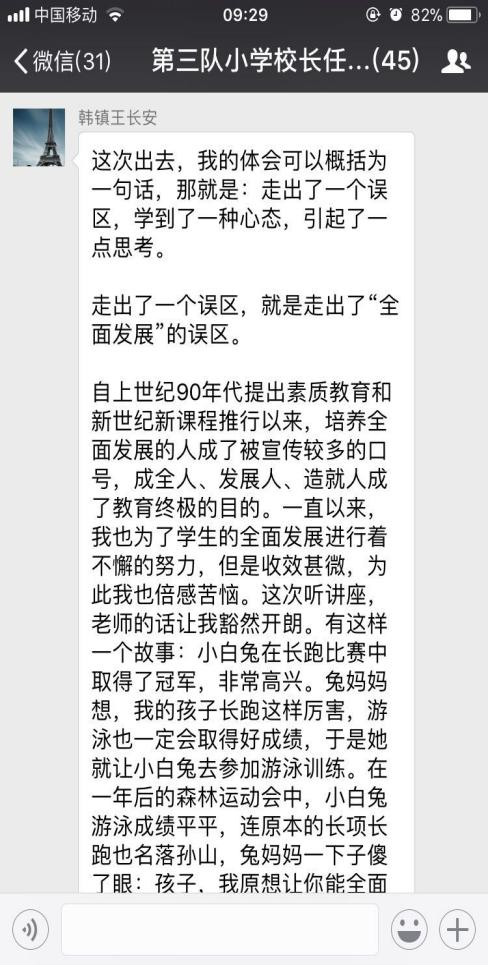 中国移动
09:29
82%
微信(31)
第三队小学校长任...(45)
韩镇王长安
这次出去，我的体会可以概括为
一句话，那就是：走出了一个误
区，学到了一种心态，引起了一
点思考。
走出了一个误区，就是走出了“全
面发展”的误区。
自上世纪90年代提出素质教育和
新世纪新课程推行以来，培养全
面发展的人成了被宣传较多的口
号，成全人、发展人、造就人成
了教育终极的目的。一直以来，
我也为了学生的全面发展进行着
不懈的努力，但是收效甚微，为
此我也倍感苦恼。这次听讲座，
老师的话让我豁然开朗。有这样
一个故事：小白兔在长跑比赛中
取得了冠军，非常高兴。兔妈妈
想，我的孩子长跑这样厉害，游
泳也一定会取得好成绩，于是她
就让小白兔去参加游泳训练。在
一年后的森林运动会中，小白兔
游泳成绩平平，连原本的长项长
跑也名落孙山，兔妈妈一下子傻
了眼：孩子，我原想让你能全面